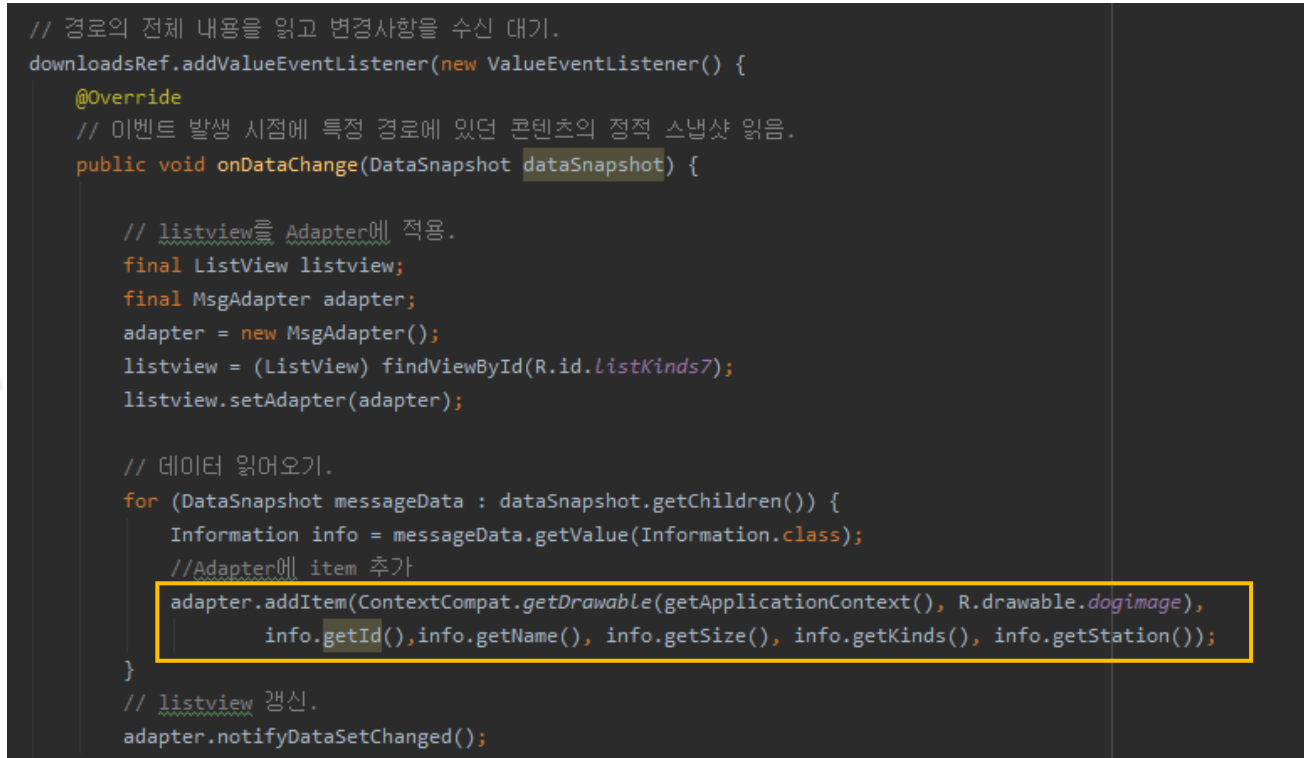 // 경로의 전체 내용을 읽고 변경사항을 수신 대기.
downloadsRef.addValueEventListener(new ValueEventListener() {
@Override
// 이벤트 발생 시점에 특정 경로에 있던 콘텐츠의 정적 스냅샷 읽음.
public void onDataChange(DataSnapshot dataSnapshot) {
// listview를 Adapter에 적용.
final ListView listview;
final MsgAdapter adapter;
adapter = new MsgAdapter();
listview = (ListView) findViewById(R.id.listKinds7);
listview.setAdapter(adapter);
// 데이터 읽어오기.
for (DataSnapshot messageData : dataSnapshot.getChildren()) {
Information info = messageData.getValue(Information.class);
//Adapter에 item 추가
adapter.addItem(ContextCompat.getDrawable(getApplicationContext(), R.drawable.dogimage),
info.getId(),info.getName(), info.getSize(), info.getKinds(), info.getStation());
}
// listview 갱신.
adapter.notifyDataSetChanged();